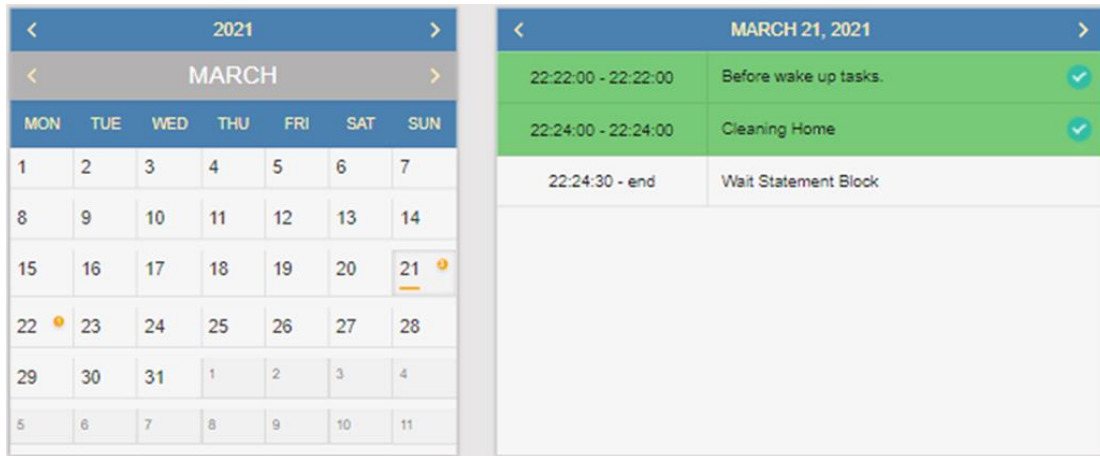 2021
MARCH
MON TUE WED THU FRI SAT SUN
1 2 3 4 5 6 7
8 9 10 11 12 13 14
15 16 17 18 19 20 21
22 23 24 25 26 27 28
29 30 31 1 2 3 4
5 6 7 8 9 10 11
MARCH 21, 2021
22:22:00 - 22:22:00 Before wake up tasks.
22:24:00 - 22:24:00 Cleaning Home
22:24:30 - end Wait Statement Block